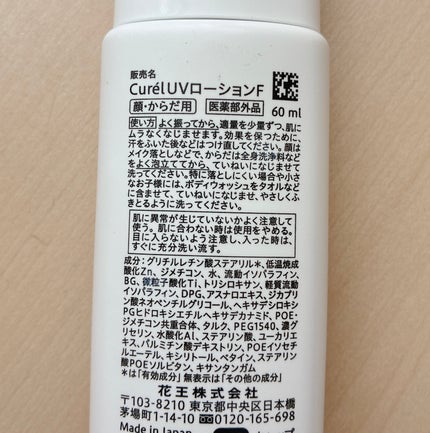 販売名
CurélUVローションF
顔・からだ用 医薬部外品 60 ml
使い方 よく振ってから、適量を少量ずつ、肌に
ムラなくなじませます。効果を保つために、
汗をふいた後などはつけ直してください。顔は
メイク落としなどで、からだは全身洗浄料など
をよく泡立ててから、ていねいになじませて
洗ってください。特に落としにくい場合や小さ
なお子様には、ボディウォッシュをタオルなど
に含ませて、ていねいになじませ、やさしくふ
きとるように洗ってください。
肌に異常が生じていないかよく注意して
使う。肌に合わない時は使用をやめる。
目に入らないよう注意し、入った時は、
すぐに充分洗い流す。
成分：グリチルレチン酸ステアリル＊、低温焼成
酸化Zn、ジメチコン、水、流動イソパラフィン、
BG、微粒子酸化Ti、トリシロキサン、軽質流動
イソパラフィン、DPG、アスナロエキス、ジカプリ
ン酸ネオペンチルグリコール、ヘキサデシロキシ
PGヒドロキシエチルヘキサデカナミド、POE・
ジメチコン共重合体、タルク、PEG1540、濃グ
リセリン、水酸化Al、ステアリン酸、ユーカリエ
キス、パルミチン酸デキストリン、POEイソセチ
ルエーテル、キシリトール、ベタイン、ステアリン
酸POEソルビタン、キサンタンガム
＊は「有効成分」無表示は「その他の成分」
花王株式会社
〒103-8210 東京都中央区日本橋
茅場町1-14-10 0120-165-698
Made in Japan